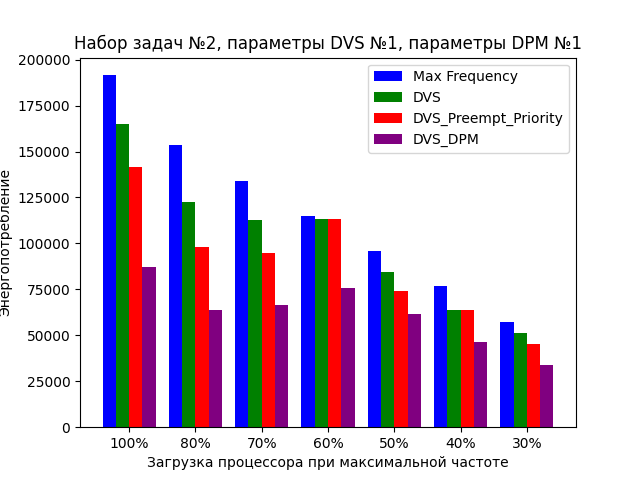 Набор задач №2, параметры DVS №1, параметры DPM №1
Энергопотребление
200000
175000
150000
125000
100000
75000
50000
25000
0
Max Frequency
DVS
DVS_Preempt_Priority
DVS_DPM
100% 80% 70% 60% 50% 40% 30%
Загрузка процессора при максимальной частоте